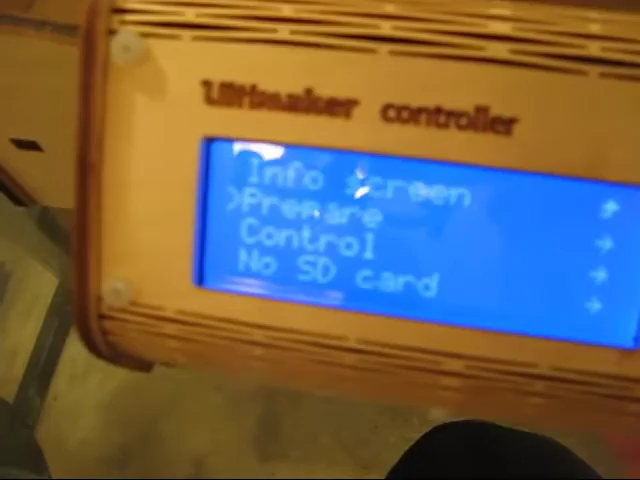 Ultimaker controller
Info screen
>Prepare
Control
No SD card